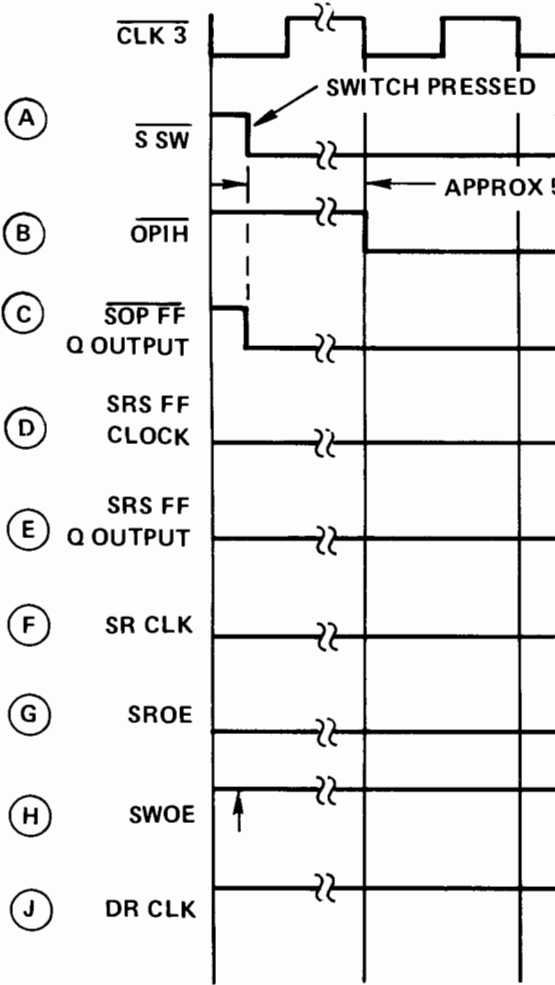 CLK 3
SWITCH PRESSED
A
S SW
APPROX 5
B
OPIH
C
SOP FF
Q OUTPUT
D
SRS FF
CLOCK
E
SRS FF
Q OUTPUT
F
SR CLK
G
SROE
H
SWOE
J
DR CLK